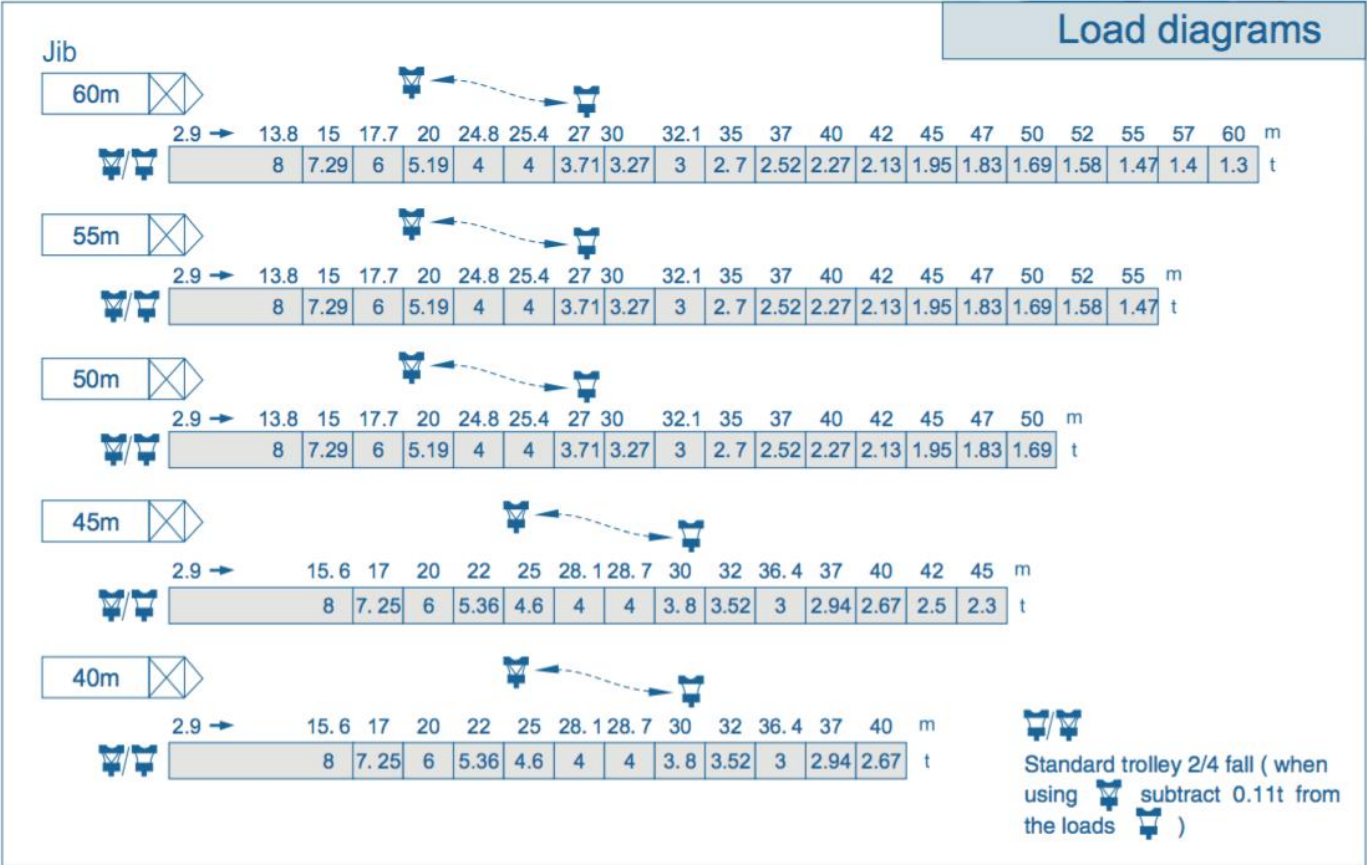 Load diagrams
Jib
60m
2.9 13.8 15 17.7 20 24.8 25.4 27 30 32.1 35 37 40 42 45 47 50 52 55 57 60 m
8 7.29 6 5.19 4 4 3.71 3.27 3 2. 7 2.52 2.27 2.13 1.95 1.83 1.69 1.58 1.47 1.4 1.3 t
55m
2.9 13.8 15 17.7 20 24.8 25.4 27 30 32.1 35 37 40 42 45 47 50 52 55 m
8 7.29 6 5.19 4 4 3.71 3.27 3 2. 7 2.52 2.27 2.13 1.95 1.83 1.69 1.58 1.47 t
50m
2.9 13.8 15 17.7 20 24.8 25.4 27 30 32.1 35 37 40 42 45 47 50 m
8 7.29 6 5.19 4 4 3.71 3.27 3 2. 7 2.52 2.27 2.13 1.95 1.83 1.69 t
45m
2.9 15. 6 17 20 22 25 28. 1 28. 7 30 32 36. 4 37 40 42 45 m
8 7. 25 6 5.36 4.6 4 4 3. 8 3.52 3 2.94 2.67 2.5 2.3 t
40m
2.9 15. 6 17 20 22 25 28. 1 28. 7 30 32 36. 4 37 40 m
8 7. 25 6 5.36 4.6 4 4 3. 8 3.52 3 2.94 2.67 t
Standard trolley 2/4 fall ( when
using subtract 0.11t from
the loads )